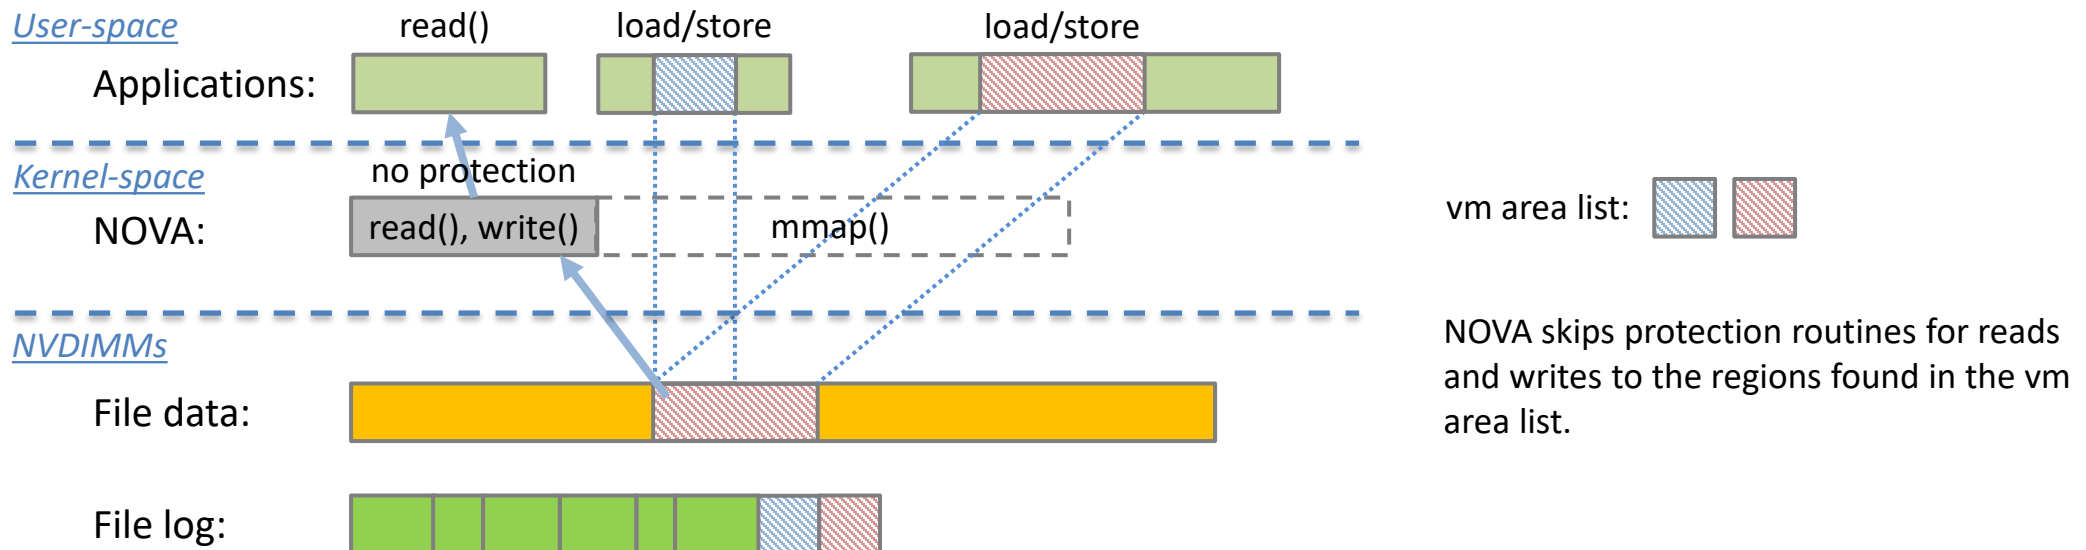 User-space
read()
load/store
load/store
Applications:
Kernel-space
no protection
NOVA:
read(), write()
mmap()
vm area list:
NVDIMMs
NOVA skips protection routines for reads
and writes to the regions found in the vm
area list.
File data:
File log: